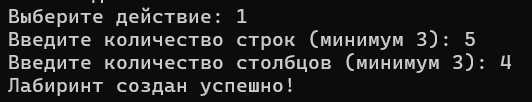 Выберите действие: 1
Введите количество строк (минимум 3): 5
Введите количество столбцов (минимум 3): 4
Лабиринт создан успешно!